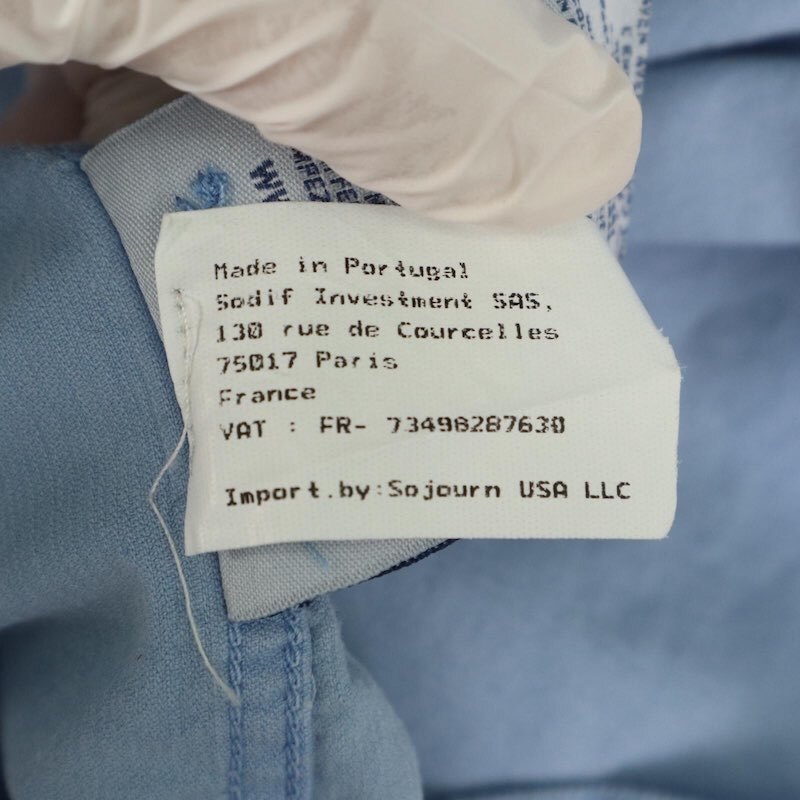 Made in Portugal
Sodif Investment SAS,
130 rue de Courcelles
75017 Paris
France
VAT : FR- 73498287630
Import.by:Sojourn USA LLC